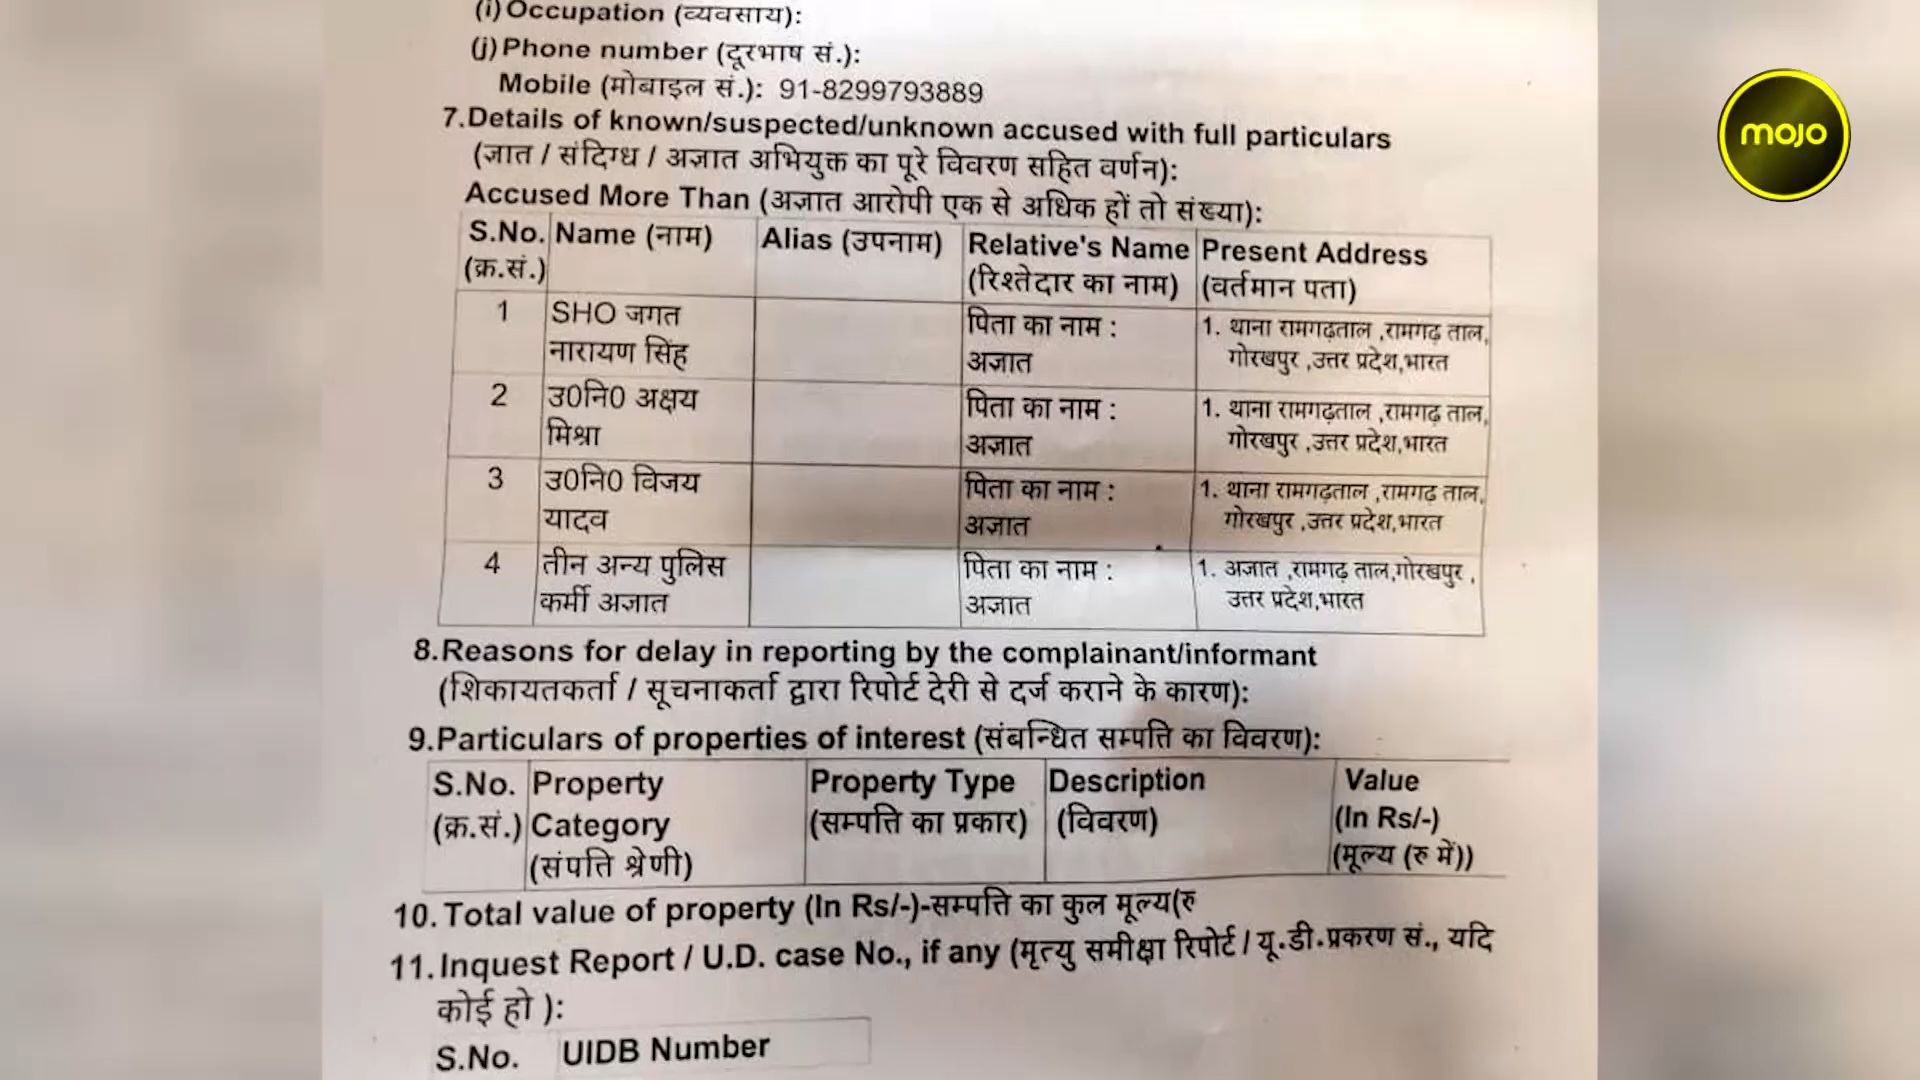 (i) Occupation (व्यवसाय):
(j) Phone number (दूरभाष सं.):
Mobile (मोबाइल सं.): 91-8299793889
mojo
7.Details of known/suspected/unknown accused with full particulars
(ज्ञात / संदिग्ध / अज्ञात अभियुक्त का पूरे विवरण सहित वर्णन):
Accused More Than (अज्ञात आरोपी एक से अधिक हों तो संख्या):
S.No. Name (नाम) Alias (उपनाम) Relative's Name Present Address
(क्र.सं.) (रिश्तेदार का नाम) (वर्तमान पता)
1 SHO जगत पिता का नाम : 1. थाना रामगढ़ताल ,रामगढ़ ताल,
नारायण सिंह अज्ञात गोरखपुर ,उत्तर प्रदेश,भारत
2 उ0नि0 अक्षय पिता का नाम : 1. थाना रामगढ़ताल ,रामगढ़ ताल,
मिश्रा अज्ञात गोरखपुर ,उत्तर प्रदेश,भारत
3 उ0नि0 विजय पिता का नाम : 1. थाना रामगढ़ताल ,रामगढ़ ताल,
यादव अज्ञात गोरखपुर ,उत्तर प्रदेश,भारत
4 तीन अन्य पुलिस पिता का नाम : 1. अज्ञात ,रामगढ़ ताल,गोरखपुर ,
कर्मी अज्ञात अज्ञात उत्तर प्रदेश,भारत
8.Reasons for delay in reporting by the complainant/informant
(शिकायतकर्ता / सूचनाकर्ता द्वारा रिपोर्ट देरी से दर्ज कराने के कारण):
9.Particulars of properties of interest (संबन्धित सम्पत्ति का विवरण):
S.No. Property Property Type Description Value
(क्र.सं.) Category (सम्पत्ति का प्रकार) (विवरण) (In Rs/-)
(संपत्ति श्रेणी) (मूल्य (रु में))
10. Total value of property (In Rs/-)-सम्पत्ति का कुल मूल्य(रु
11. Inquest Report / U.D. case No., if any (मृत्यु समीक्षा रिपोर्ट / यू.डी.प्रकरण सं., यदि
कोई हो ):
S.No. UIDB Number